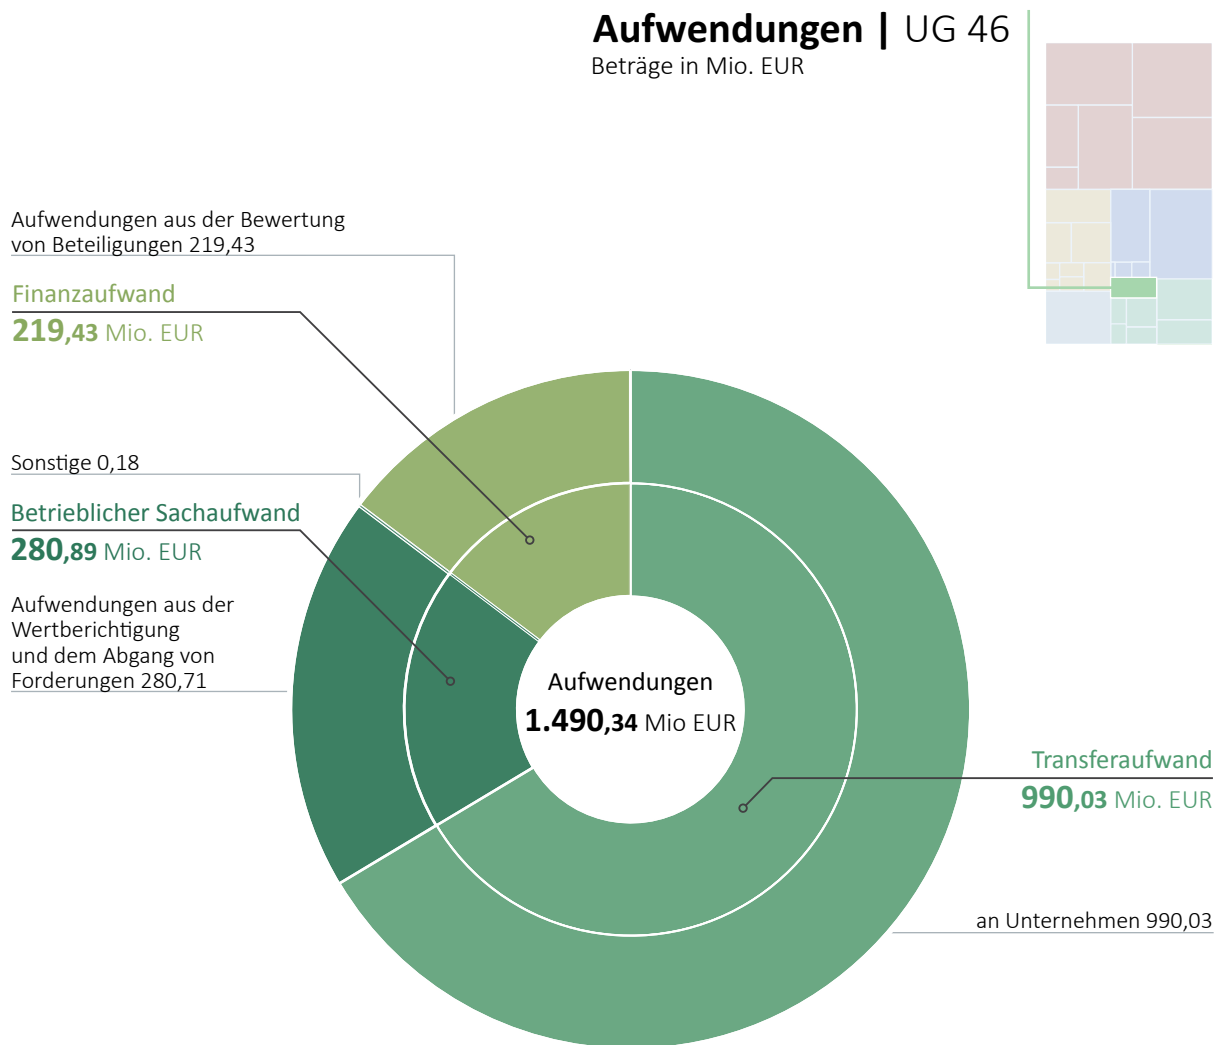 Aufwendungen | UG 46
Beträge in Mio. EUR
Aufwendungen aus der Bewertung
von Beteiligungen 219,43
Finanzaufwand
219,43 Mio. EUR
Sonstige 0,18
Betrieblicher Sachaufwand
280,89 Mio. EUR
Aufwendungen aus der
Wertberichtigung
und dem Abgang von
Forderungen 280,71
Aufwendungen
1.490,34 Mio EUR
Transferaufwand
990,03 Mio. EUR
an Unternehmen 990,03